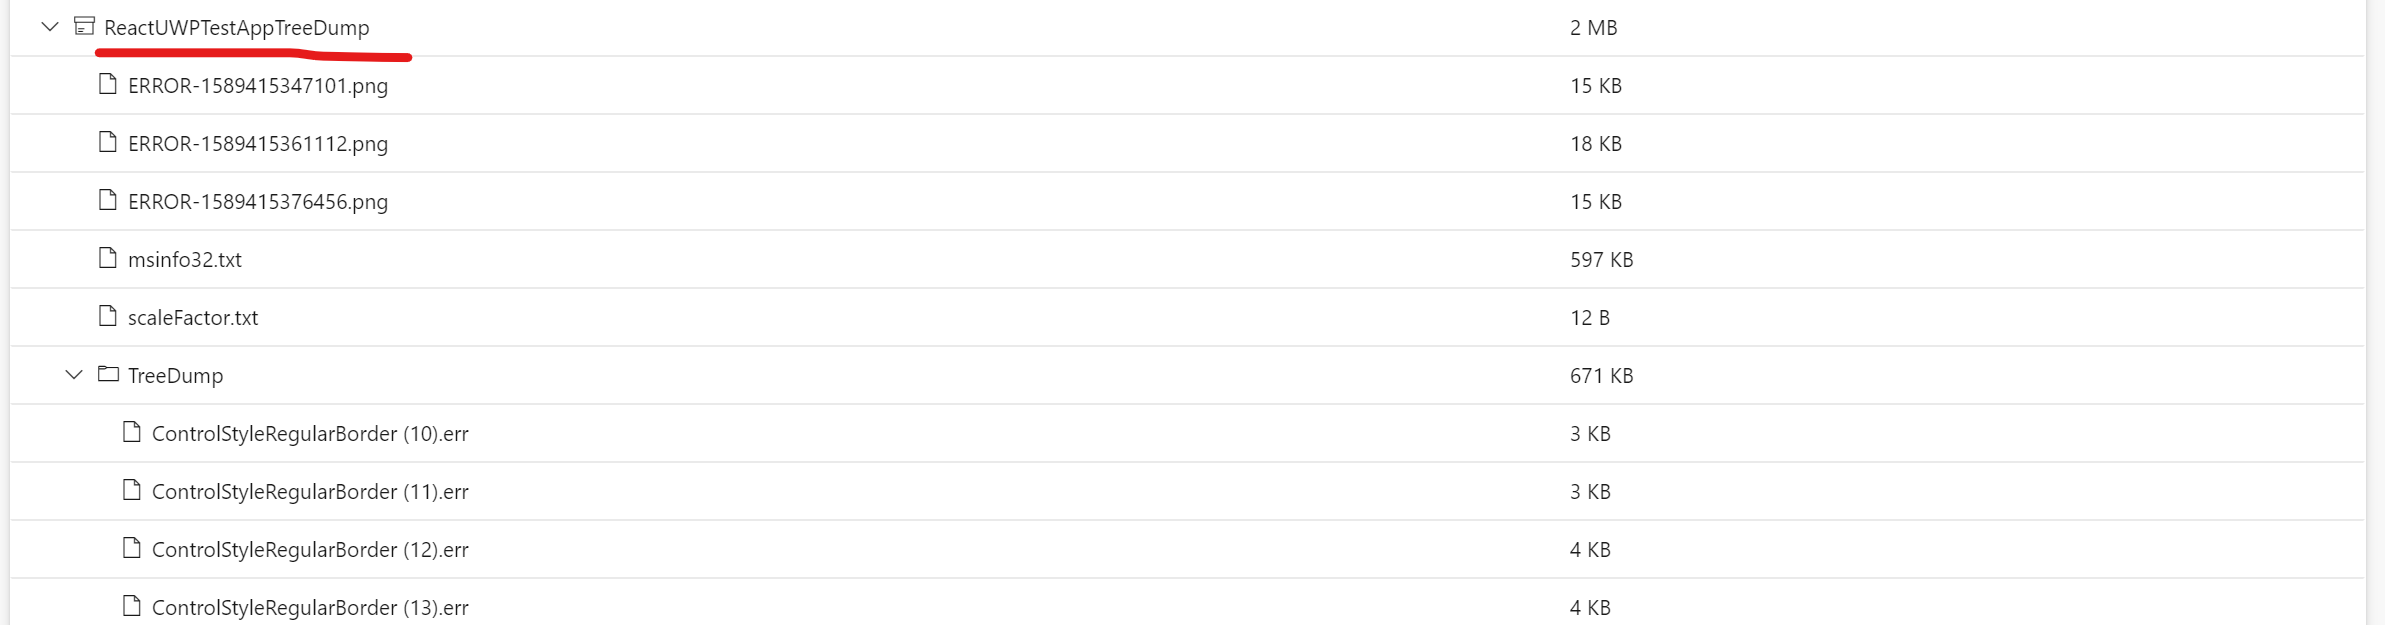 ReactUWPTestAppTreeDump 2 MB
ERROR-1589415347101.png 15 KB
ERROR-1589415361112.png 18 KB
ERROR-1589415376456.png 15 KB
msinfo32.txt 597 KB
scaleFactor.txt 12 B
TreeDump 671 KB
ControlStyleRegularBorder (10).err 3 KB
ControlStyleRegularBorder (11).err 3 KB
ControlStyleRegularBorder (12).err 4 KB
ControlStyleRegularBorder (13).err 4 KB